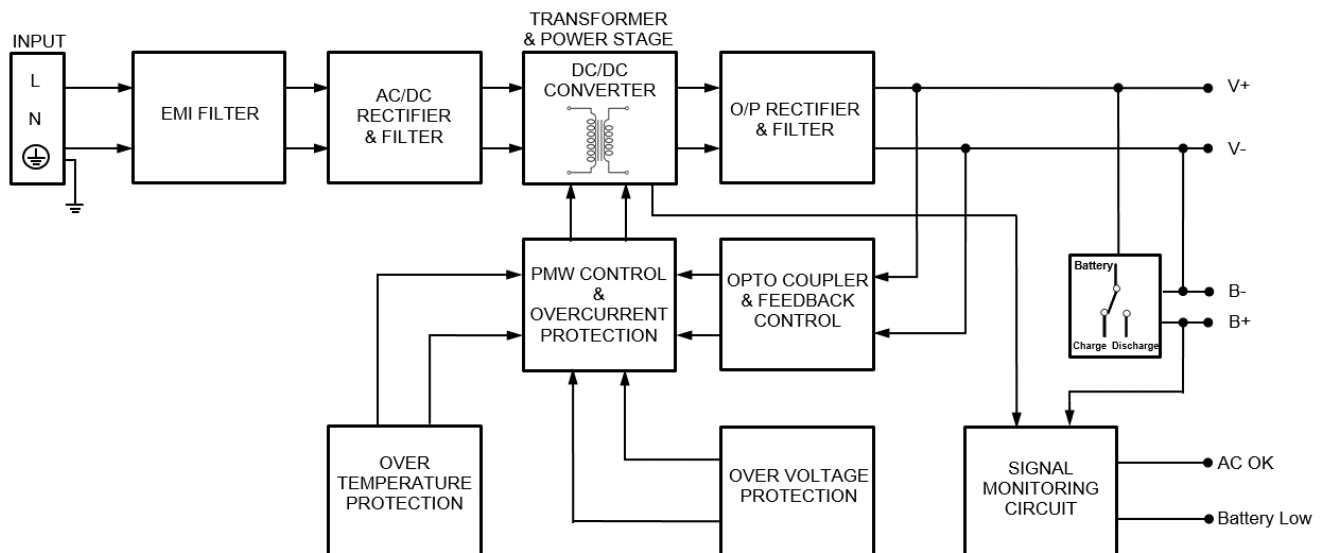 INPUT
L
N
EMI FILTER
AC/DC
RECTIFIER
& FILTER
TRANSFORMER
& POWER STAGE
DC/DC
CONVERTER
O/P RECTIFIER
& FILTER
V+
V-
PMW CONTROL
&
OVERCURRENT
PROTECTION
OPTO COUPLER
& FEEDBACK
CONTROL
Battery
Charge Discharge
B-
B+
OVER
TEMPERATURE
PROTECTION
OVER VOLTAGE
PROTECTION
SIGNAL
MONITORING
CIRCUIT
AC OK
Battery Low